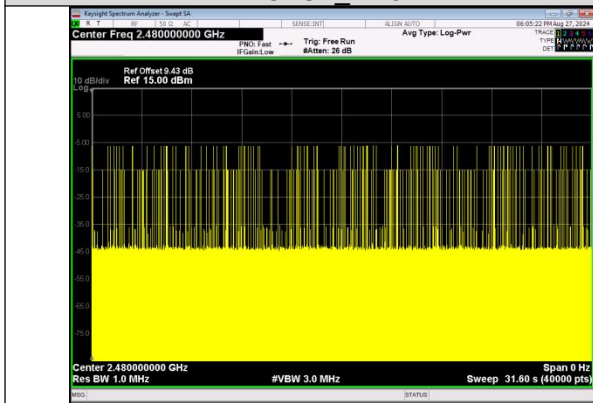 Keysight Spectrum Analyzer - Swept SA
R T RF 50 Ω AC SENSE:INT ALIGN AUTO 06:05:22 PM Aug 27, 2024
Center Freq 2.480000000 GHz
PNO: Fast
IFGain:Low
Trig: Free Run
#Atten: 26 dB
Avg Type: Log-Pwr
TRACE 1 2 3 4 5
TYPE
DET P P P P P
Ref Offset 9.43 dB
10 dB/div Ref 15.00 dBm
Log
5.00
-5.00
-15.0
-25.0
-35.0
-45.0
-55.0
-65.0
-75.0
Center 2.480000000 GHz Span 0 Hz
Res BW 1.0 MHz #VBW 3.0 MHz Sweep 31.60 s (40000 pts)
MSG STATUS